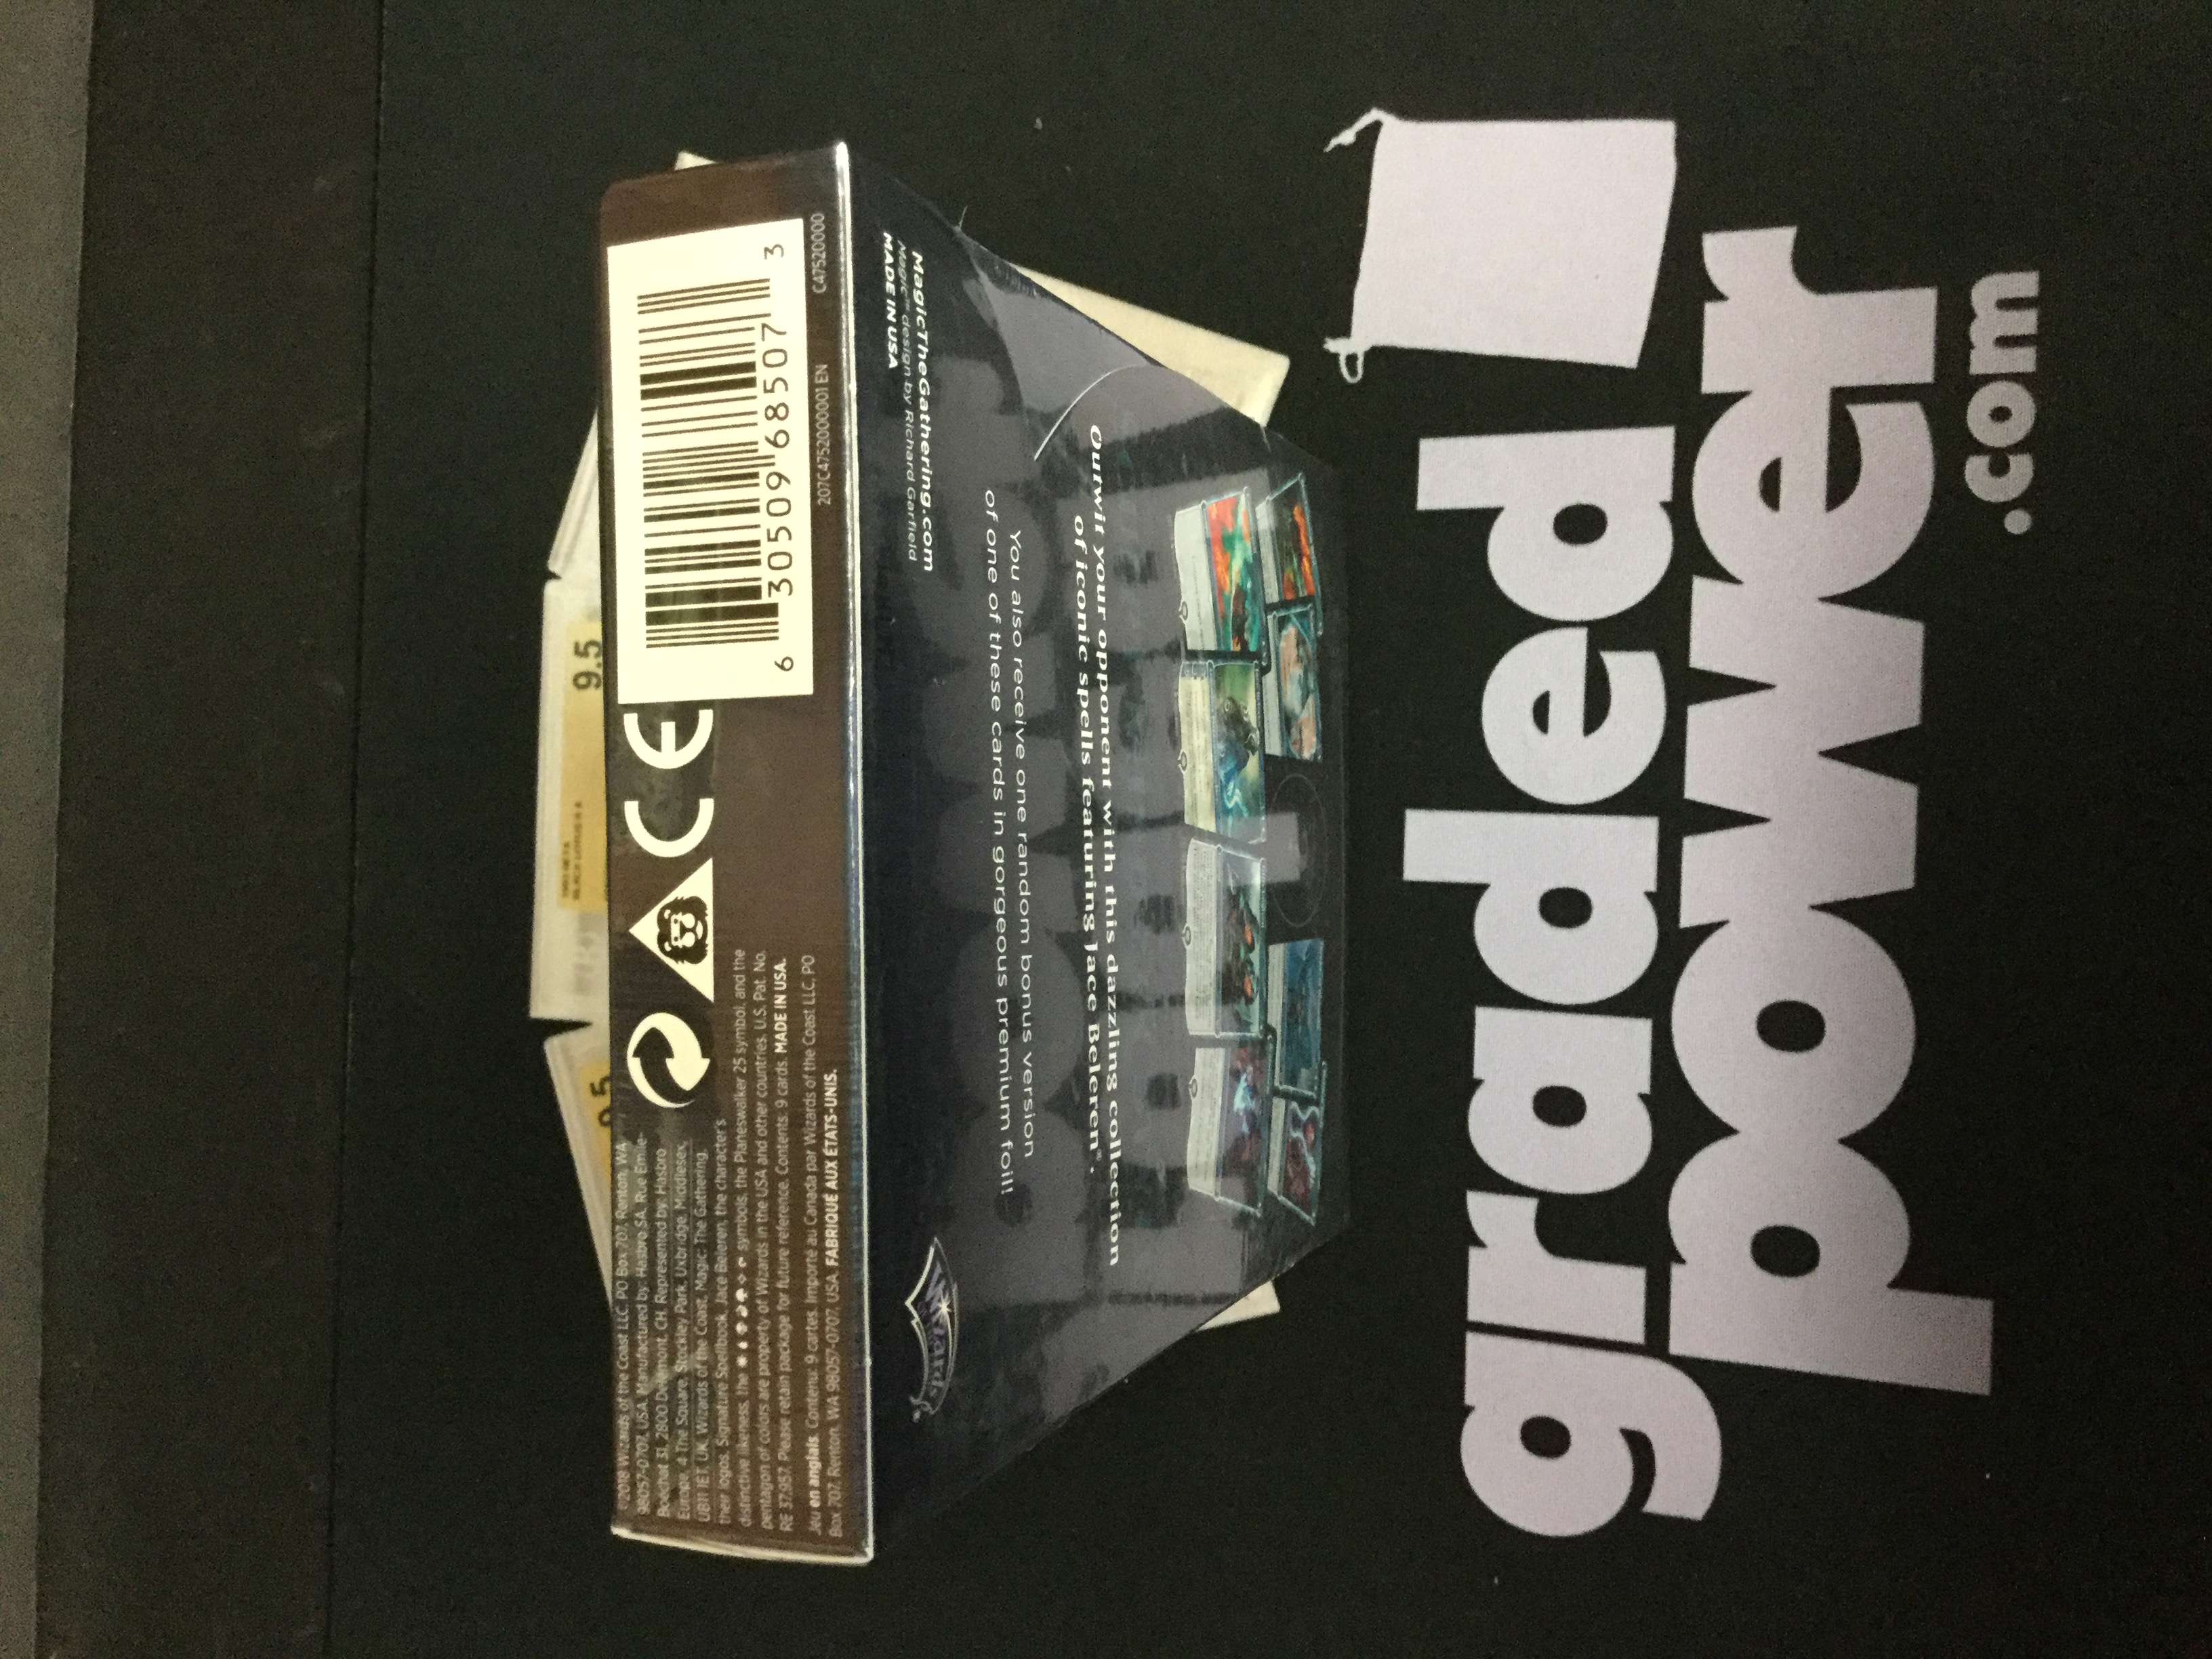 graded
power
.com
9.5
9.5
6 30509 68507 3
207C4752000001 EN C47520000
CE
©2018 Wizards of the Coast LLC, PO Box 707, Renton, WA
98057-0707, USA. Manufactured by: Hasbro SA, Rue Emile-
Boéchat 31, 2800 Delémont, CH. Represented by: Hasbro
Europe, 4 The Square, Stockley Park, Uxbridge, Middlesex,
UB11 1ET, UK. Wizards of the Coast, Magic: The Gathering,
their logos, Signature Spellbook, Jace Beleren, the character's
distinctive likeness, the symbols, the Planeswalker 25 symbol, and the
pentagon of colors are property of Wizards in the USA and other countries. U.S. Pat. No.
RE 37,957. Please retain package for future reference. Contents: 9 cards. MADE IN USA.
Jeu en anglais. Contenu: 9 cartes. Importé au Canada par Wizards of the Coast LLC, PO
Box 707, Renton, WA 98057-0707, USA. FABRIQUÉ AUX ÉTATS-UNIS.
Outwit your opponent with this dazzling collection
of iconic spells featuring Jace Beleren.
You also receive one random bonus version
of one of these cards in gorgeous premium foil!
MagicTheGathering.com
Magic design by Richard Garfield
MADE IN USA
Wizards